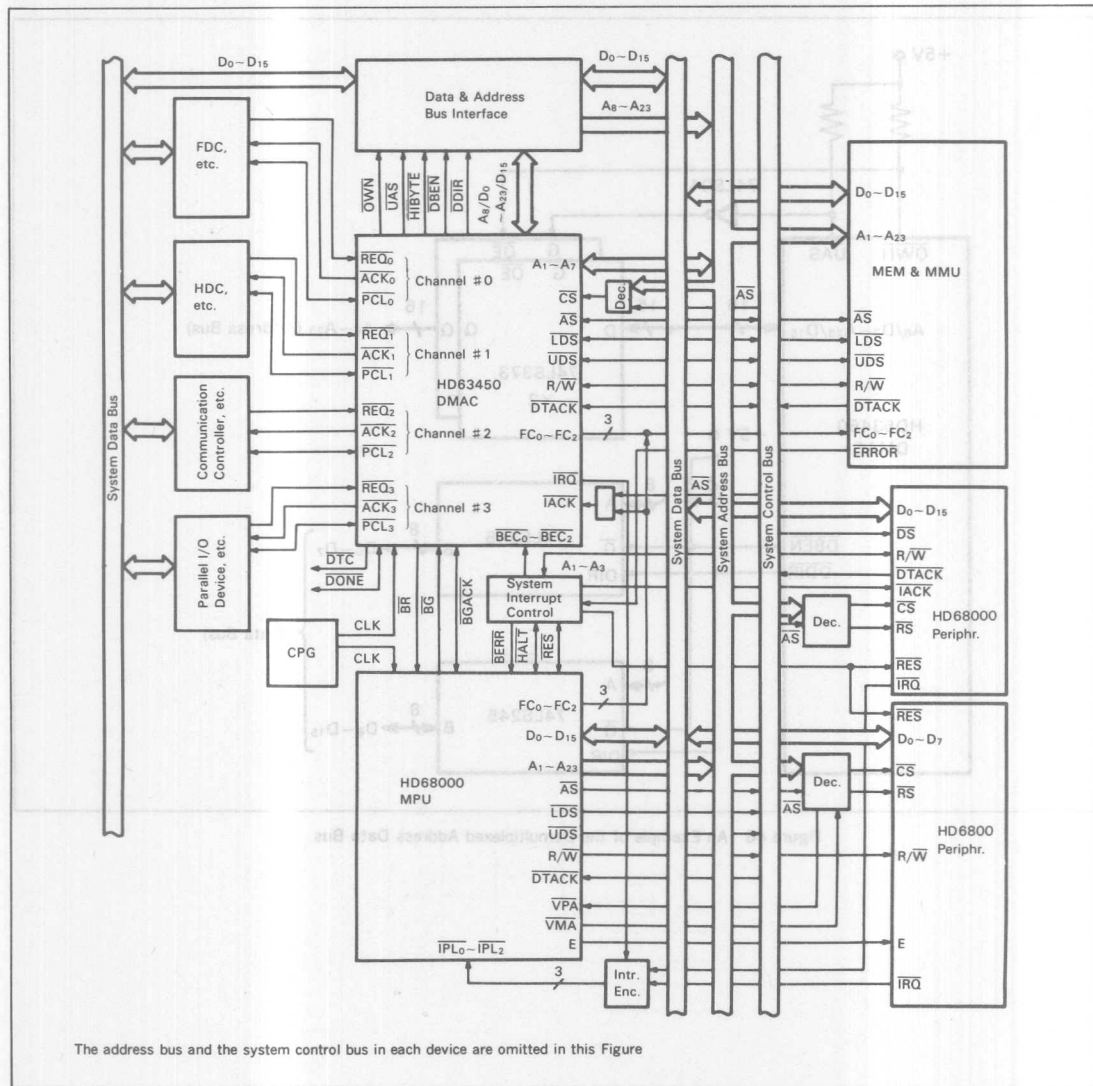 D0~D15
D0~D15
Data & Address
Bus Interface
A8~A23
FDC,
etc.
OWN
UAS
HIBYTE
DBEN
DDIR
A8/D0
~A23/D15
D0~D15
A1~A23
MEM & MMU
AS
LDS
UDS
R/W
DTACK
FC0~FC2
ERROR
HDC,
etc.
REQ0
ACK0
PCL0
Channel #0
REQ1
ACK1
PCL1
Channel #1
HD63450
DMAC
REQ2
ACK2
PCL2
Channel #2
REQ3
ACK3
PCL3
Channel #3
A1~A7
CS
Dec.
AS
AS
LDS
UDS
R/W
DTACK
FC0~FC2
3
IRQ
IACK
BEC0~BEC2
System Data Bus
Communication
Controller, etc.
Parallel I/O
Device, etc.
System Data Bus
System Address Bus
System Control Bus
AS
DTC
DONE
BR
BG
BGACK
A1~A3
System
Interrupt
Control
CPG
CLK
CLK
BERR
HALT
RES
D0~D15
DS
R/W
DTACK
IACK
CS
RS
Dec.
AS
HD68000
Periphr.
RES
IRQ
FC0~FC2
3
D0~D15
A1~A23
HD68000
MPU
AS
LDS
UDS
R/W
DTACK
VPA
VMA
E
IPL0~IPL2
3
Intr.
Enc.
RES
D0~D7
Dec.
AS
CS
RS
HD6800
Periphr.
R/W
E
IRQ
The address bus and the system control bus in each device are omitted in this Figure